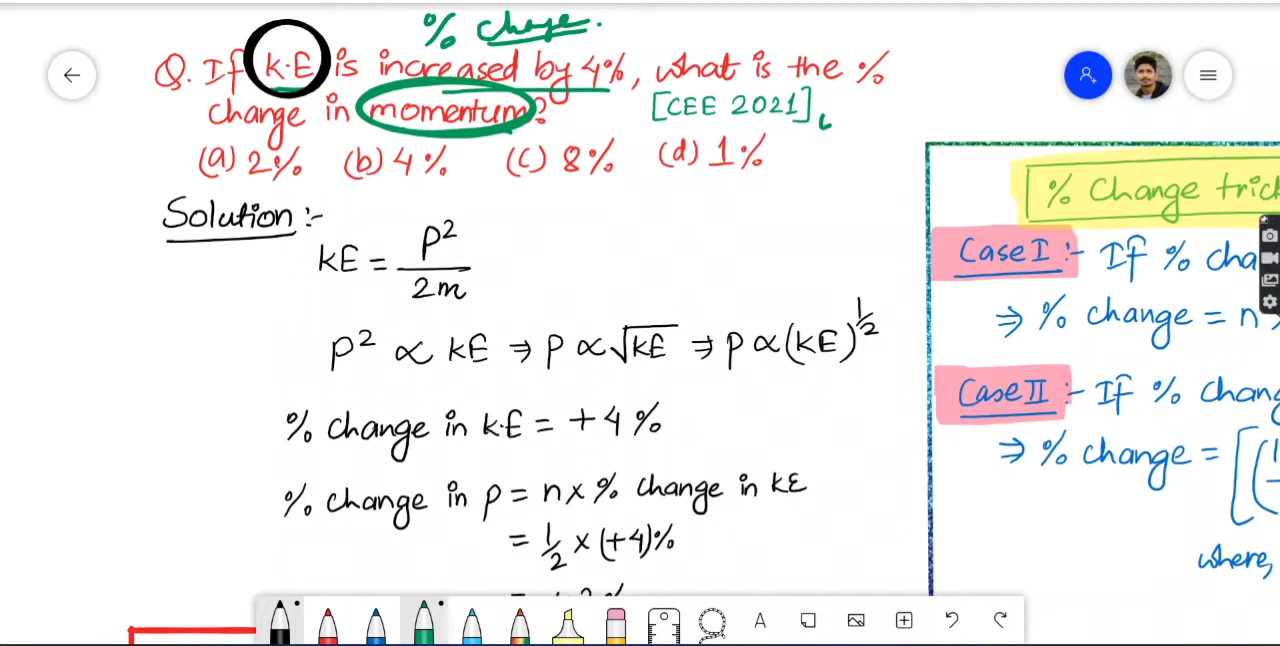 % change.
Q. If K.E is increased by 4%, what is the %
change in momentum? [CEE 2021]
(a) 2% (b) 4% (c) 8% (d) 1%
Solution :-
KE = P²/2m
P² ∝ KE ⇒ P ∝ √KE ⇒ P ∝ (KE)^½
% change in K.E = +4%
% change in P = n × % change in KE
= ½ × (+4)%
% Change tric
Case I :- If % cha
⇒ % change = n
Case II :- If % chang
⇒ % change = [(
where,
A